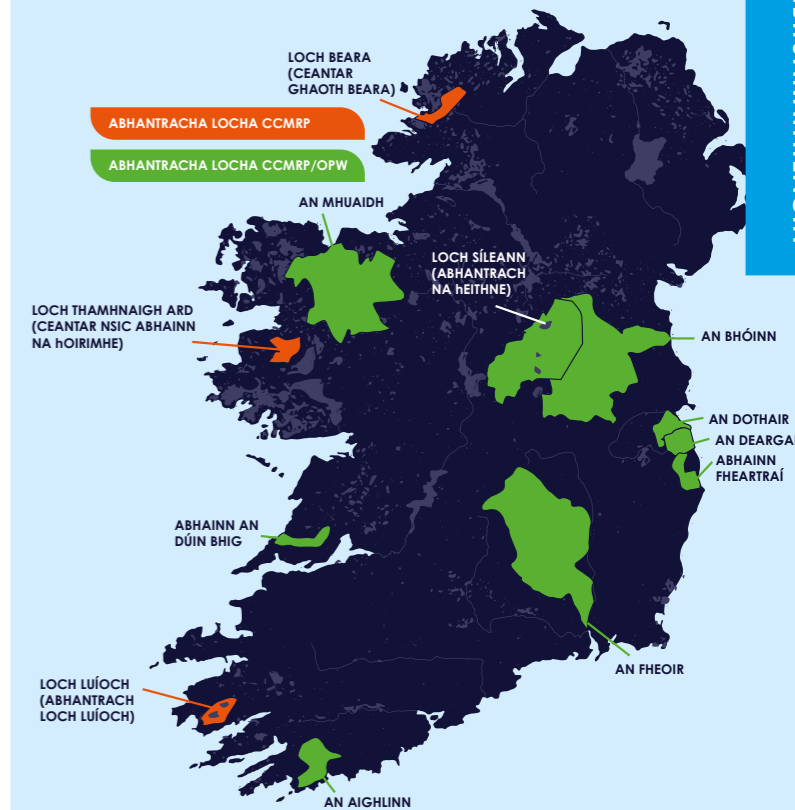 LOCH BEARA
(CEANTAR
GHAOTH BEARA)
ABHANTRACHA LOCHA CCMRP
ABHANTRACHA LOCHA CCMRP/OPW
AN MHUAIDH
LOCH SÍLEANN
(ABHANTRACH
NA hEITHNE)
LOCH THAMHNAIGH ARD
(CEANTAR NSIC ABHAINN
NA hOIRIMHE)
AN BHÓINN
AN DOTHAIR
AN DEARGA
ABHAINN
FHEARTRAÍ
ABHAINN AN
DÚIN BHIG
AN FHEOIR
LOCH LUÍOCH
(ABHANTRACH
LOCH LUÍOCH)
AN AIGHLINN